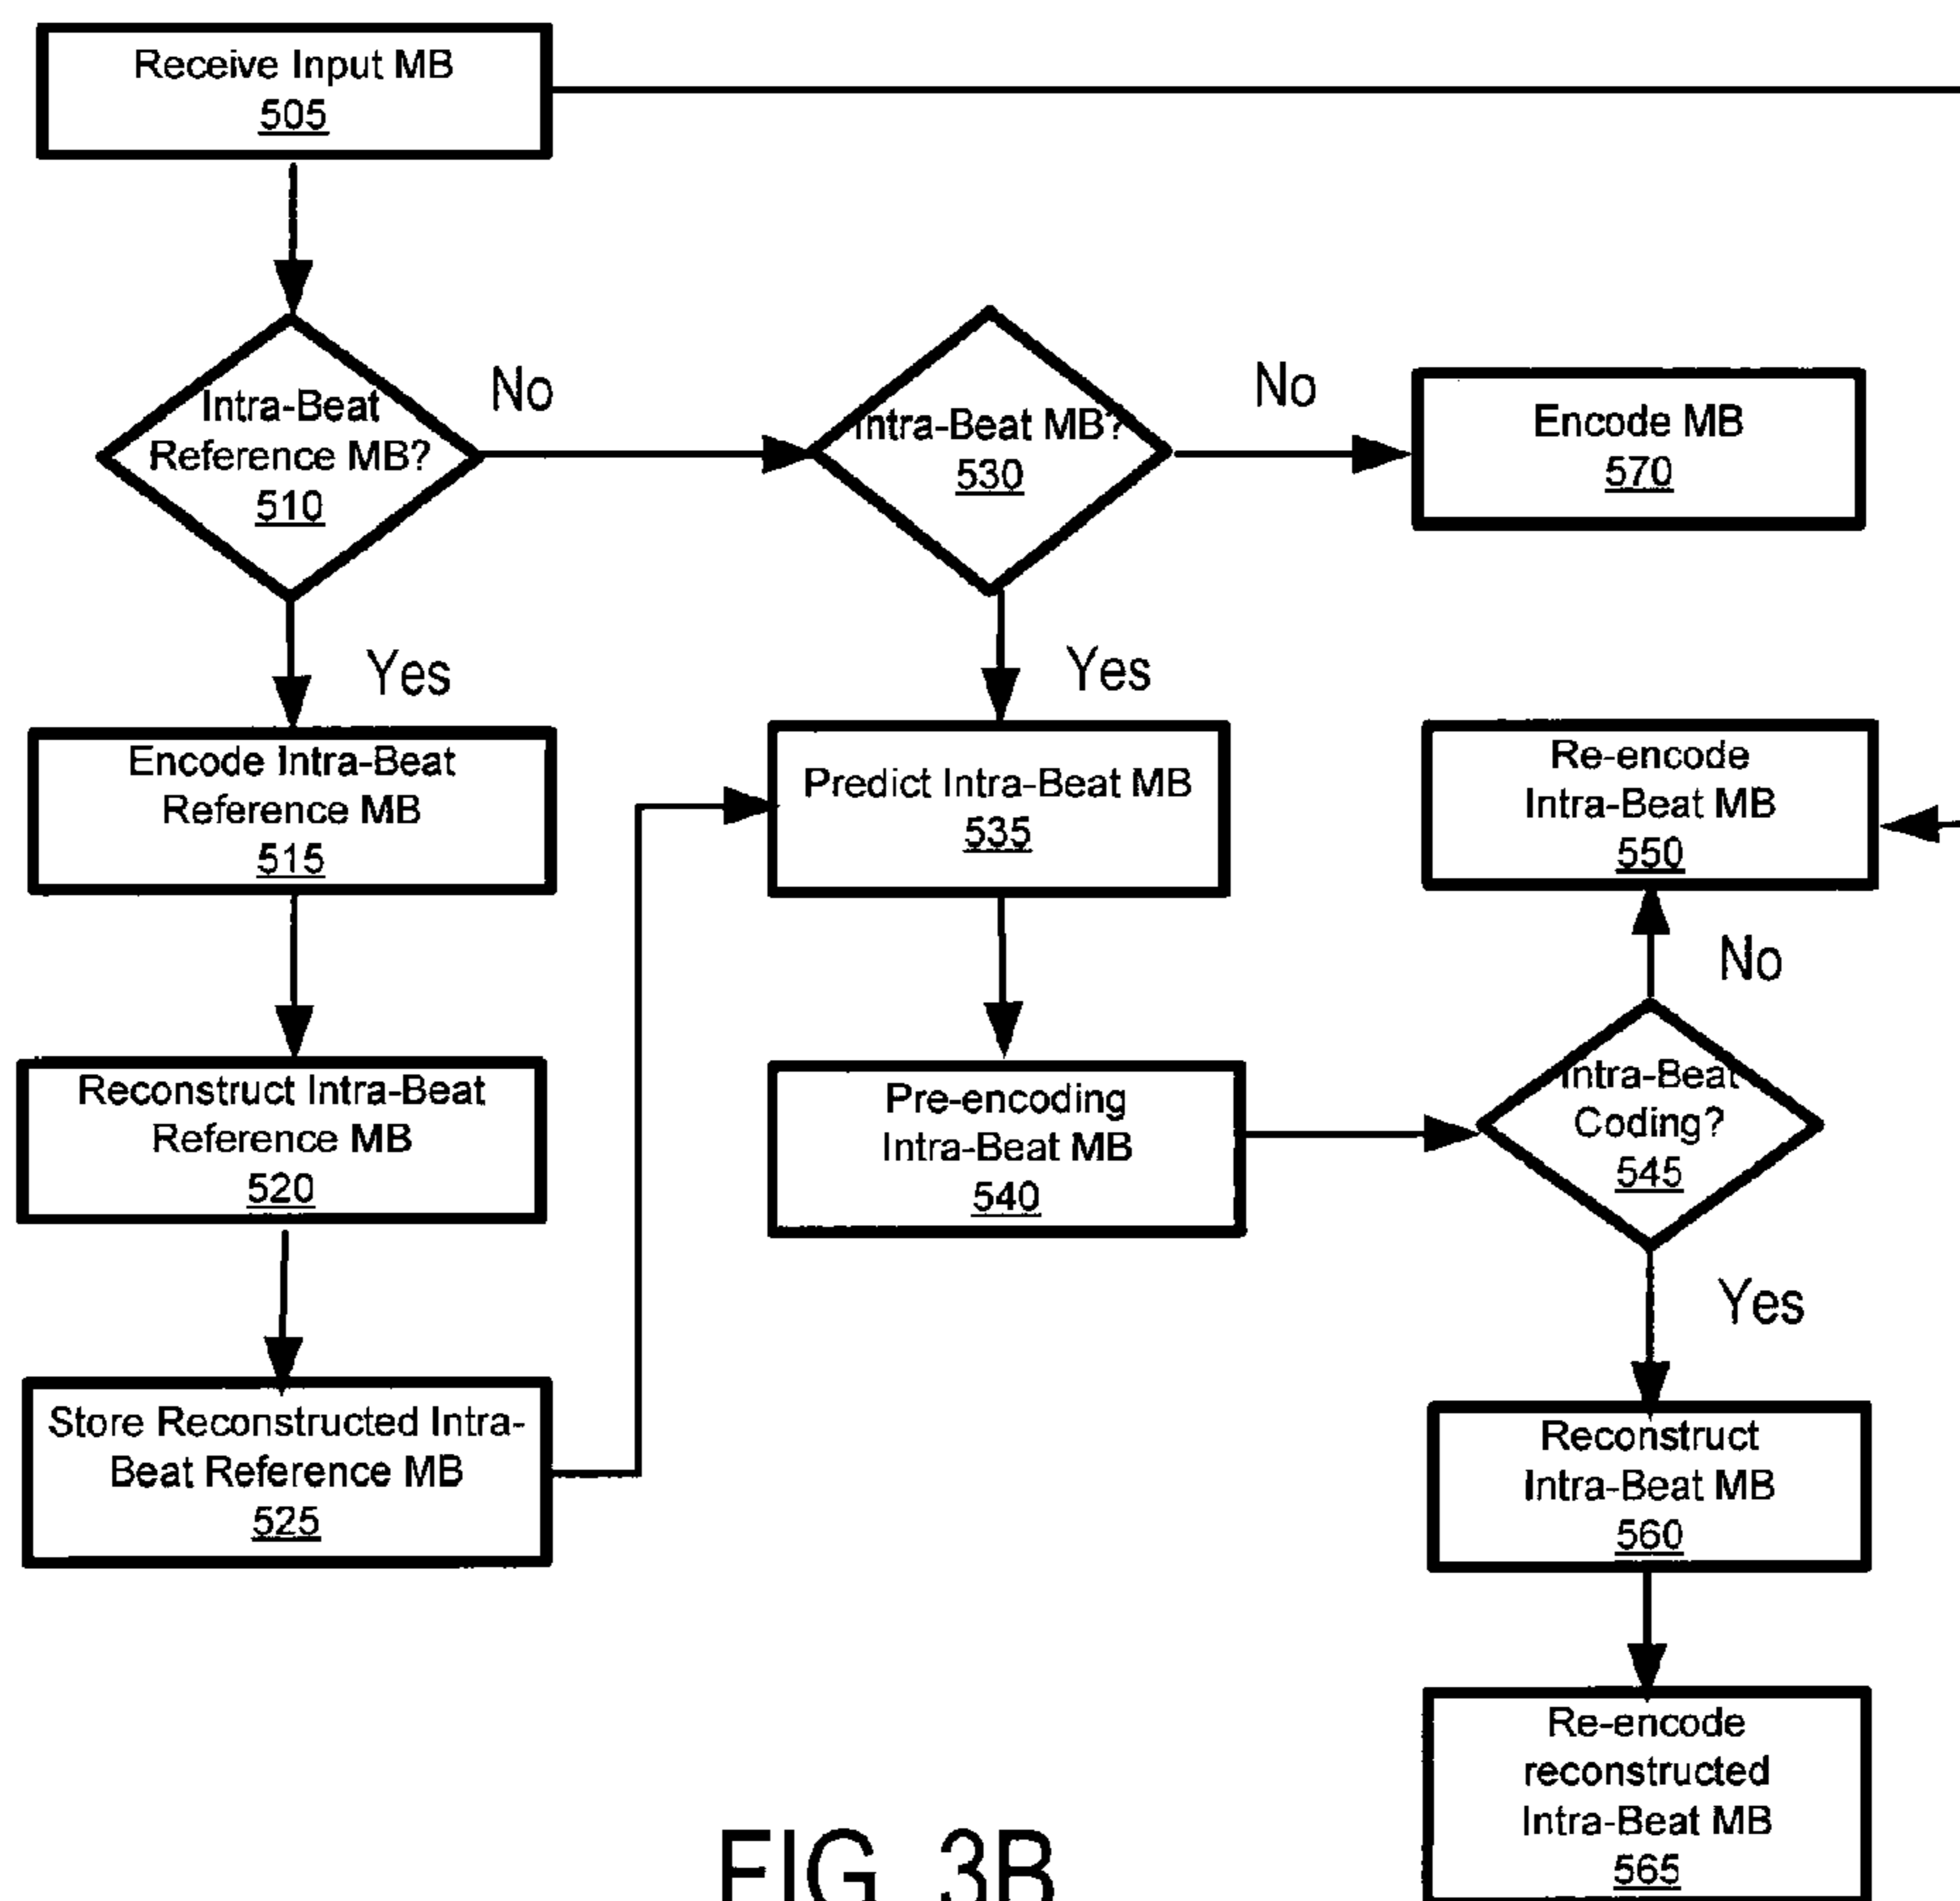 Receive Input MB
505
Intra-Beat
Reference MB?
510
No
Intra-Beat MB?
530
No
Encode MB
570
Yes
Yes
Encode Intra-Beat
Reference MB
515
Predict Intra-Beat MB
535
Re-encode
Intra-Beat MB
550
No
Reconstruct Intra-Beat
Reference MB
520
Pre-encoding
Intra-Beat MB
540
Intra-Beat
Coding?
545
Yes
Store Reconstructed Intra-
Beat Reference MB
525
Reconstruct
Intra-Beat MB
560
Re-encode
reconstructed
Intra-Beat MB
565
FIG. 3B